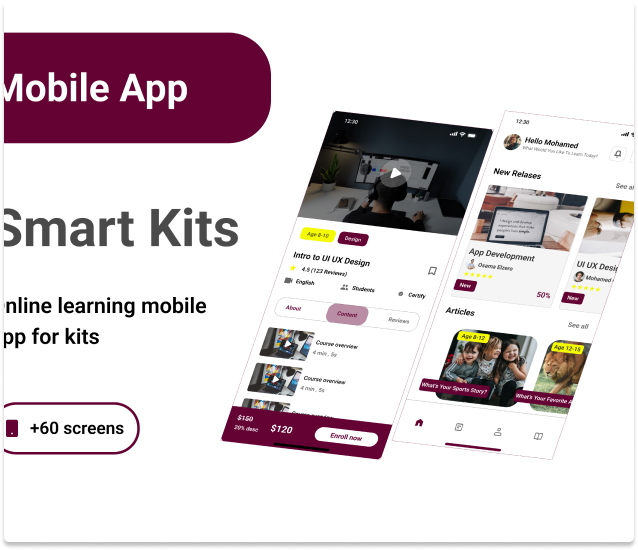 Mobile App
Smart Kits
nline learning mobile
pp for kits
+60 screens
12:30
Age 8-10
Design
Intro to UI UX Design
4.5 (123 Reviews)
English
Students
Certify
About
Content
Reviews
Course overview
4 min , 5s
Course overview
4 min , 5s
Course overview
$150
20% desc
$120
Enroll now
12:30
Hello Mohamed
What Would You Like To Learn Today?
New Relases
See al
App Development
Osama Elzero
New
50%
UI UX Desig
Mohamed
New
Articles
See all
Age 8-12
What's Your Sports Story?
Age 12-15
What's Your Favorite A